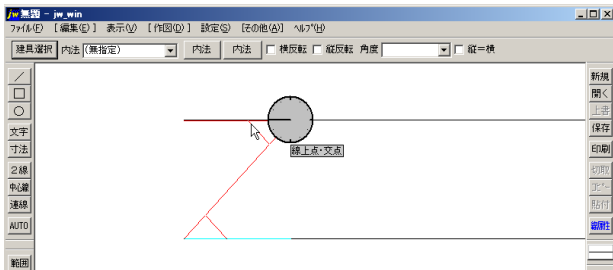 jw無題 - jw_win
ファイル(F) [編集(E)] 表示(V) [作図(D)] 設定(S) [その他(A)] ヘルプ(H)
建具選択 内法 (無指定) 内法 内法 横反転 縦反転 角度 縦=横
/
□
○
文字
寸法
2線
中心線
連線
AUTO
範囲
線上点・交点
新規
開く
上書
保存
印刷
切取
コピー
貼付
線属性